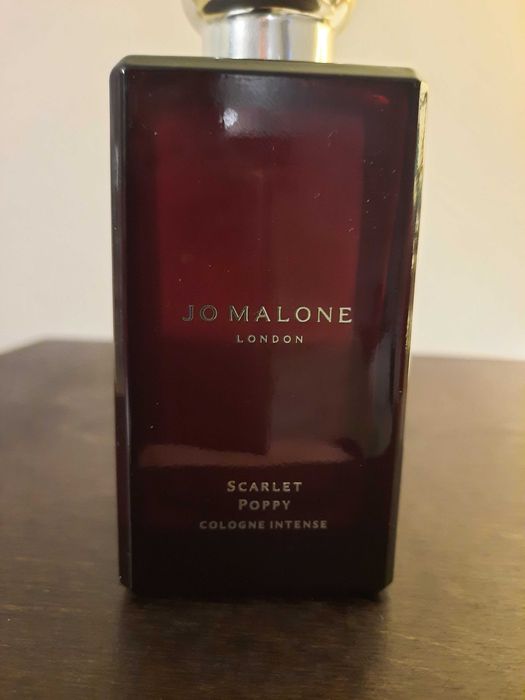 JO MALONE
LONDON
SCARLET
POPPY
COLOGNE INTENSE